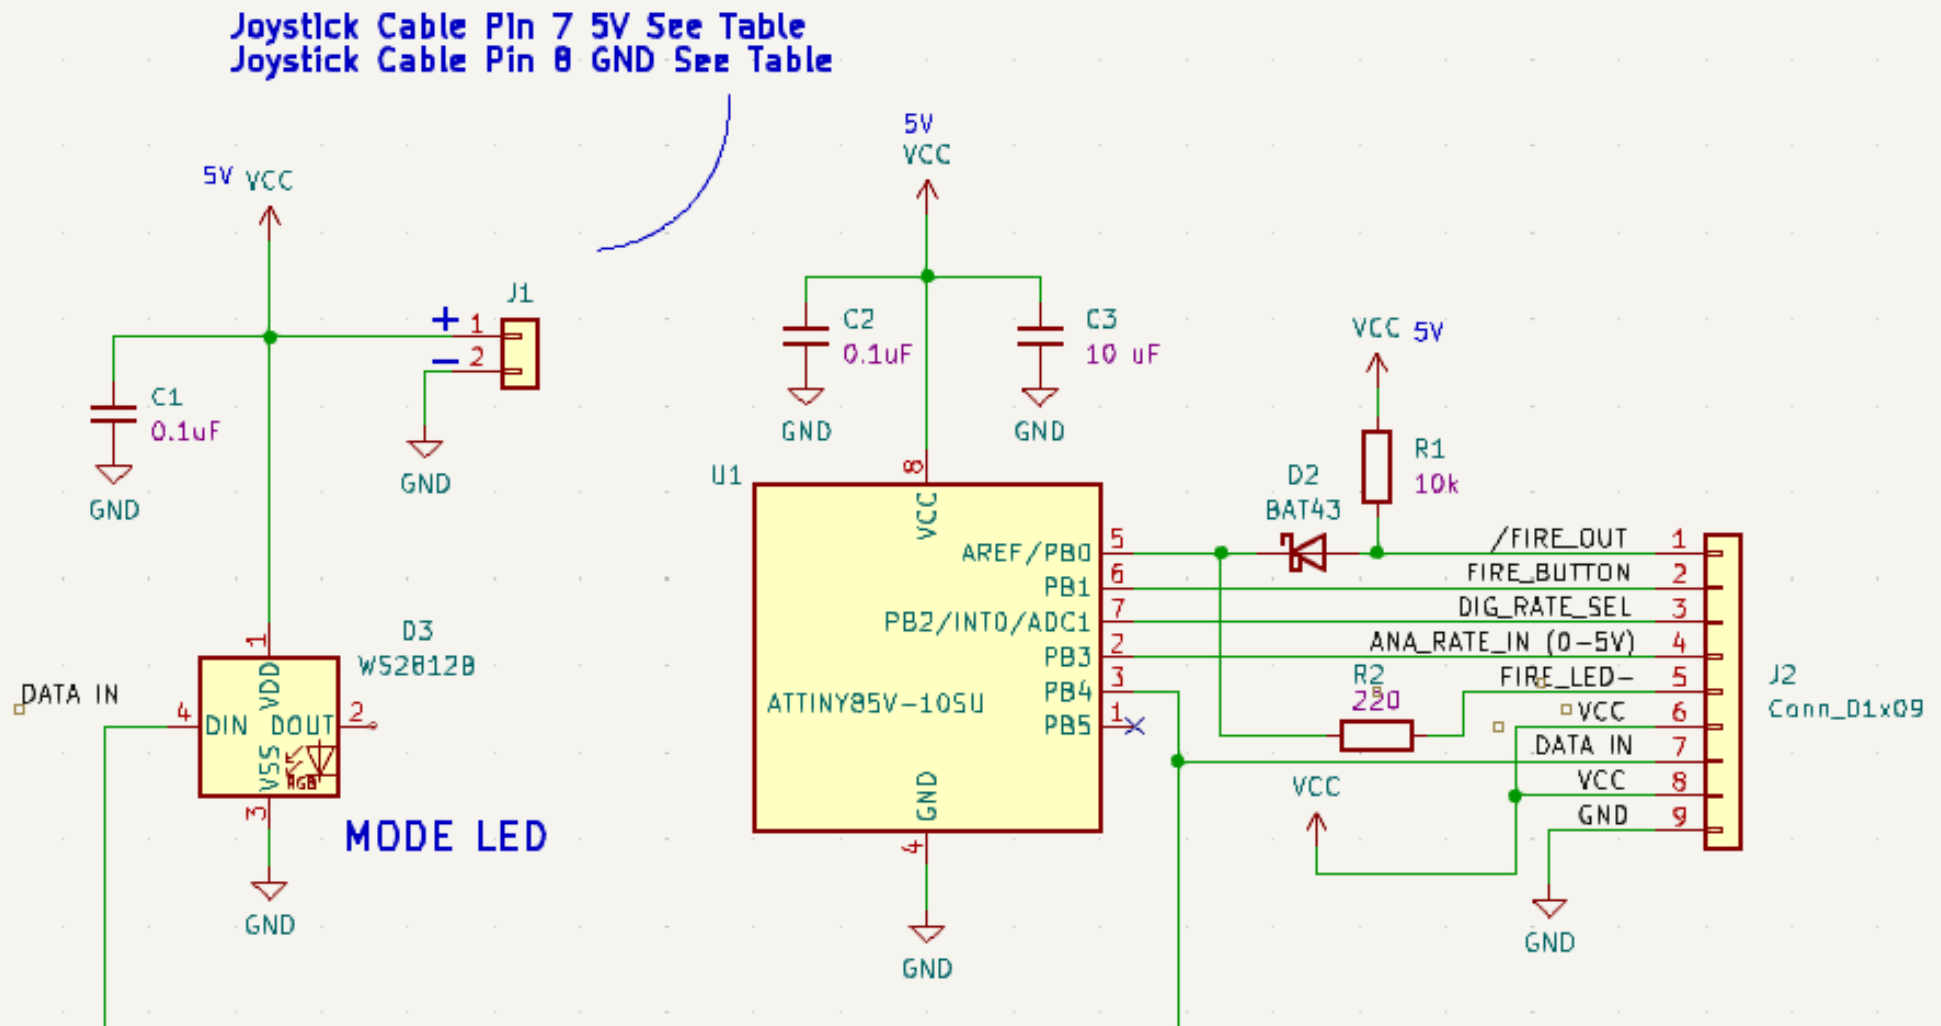 Joystick Cable Pin 7 5V See Table
Joystick Cable Pin 8 GND See Table
5V
VCC
5V VCC
J1
+ 1
- 2
C1
0.1uF
GND
GND
C2
0.1uF
C3
10 uF
GND
GND
VCC 5V
R1
10k
U1
8
VCC
D2
BAT43
AREF/PB0 5
PB1 6
PB2/INT0/ADC1 7
PB3 2
PB4 3
PB5 1
ATTINY85V-10SU
GND
4
GND
/FIRE_OUT 1
FIRE_BUTTON 2
DIG_RATE_SEL 3
ANA_RATE_IN (0-5V) 4
FIRE_LED- 5
VCC 6
DATA IN 7
VCC 8
GND 9
R2
220
J2
Conn_01x09
VCC
GND
D3
WS2812B
1
VDD
DATA IN
4 DIN DOUT 2
VSS
RGB
3
MODE LED
GND